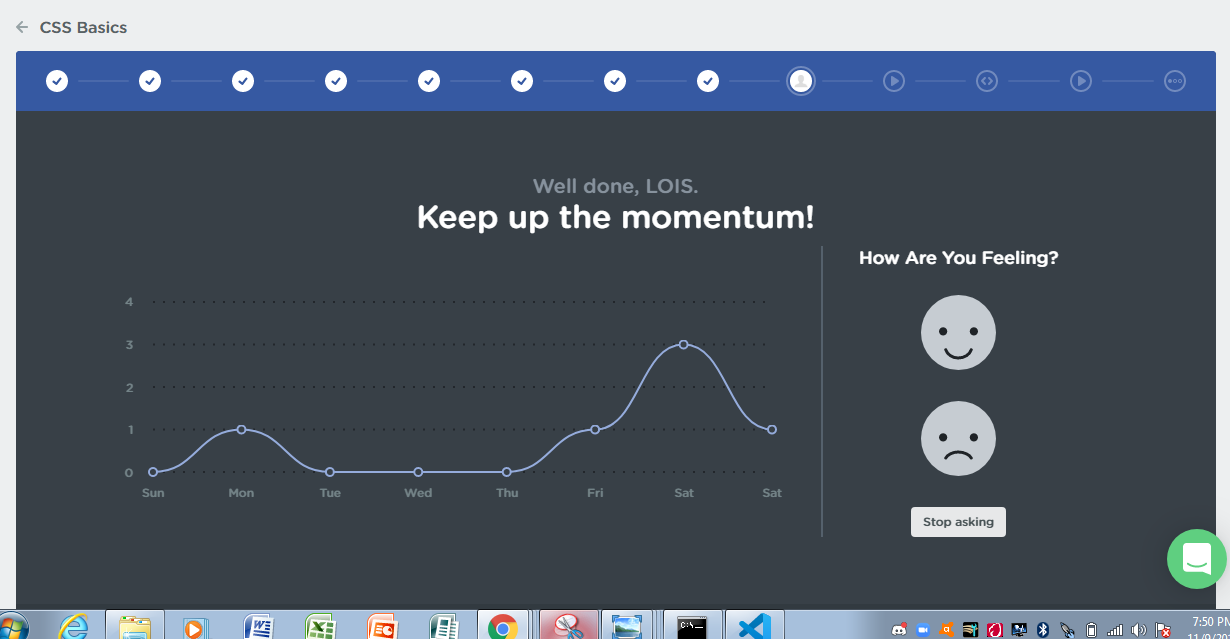 CSS Basics
Well done, LOIS.
Keep up the momentum!
How Are You Feeling?
4
3
2
1
0
Sun Mon Tue Wed Thu Fri Sat Sat
Stop asking
7:50 PM